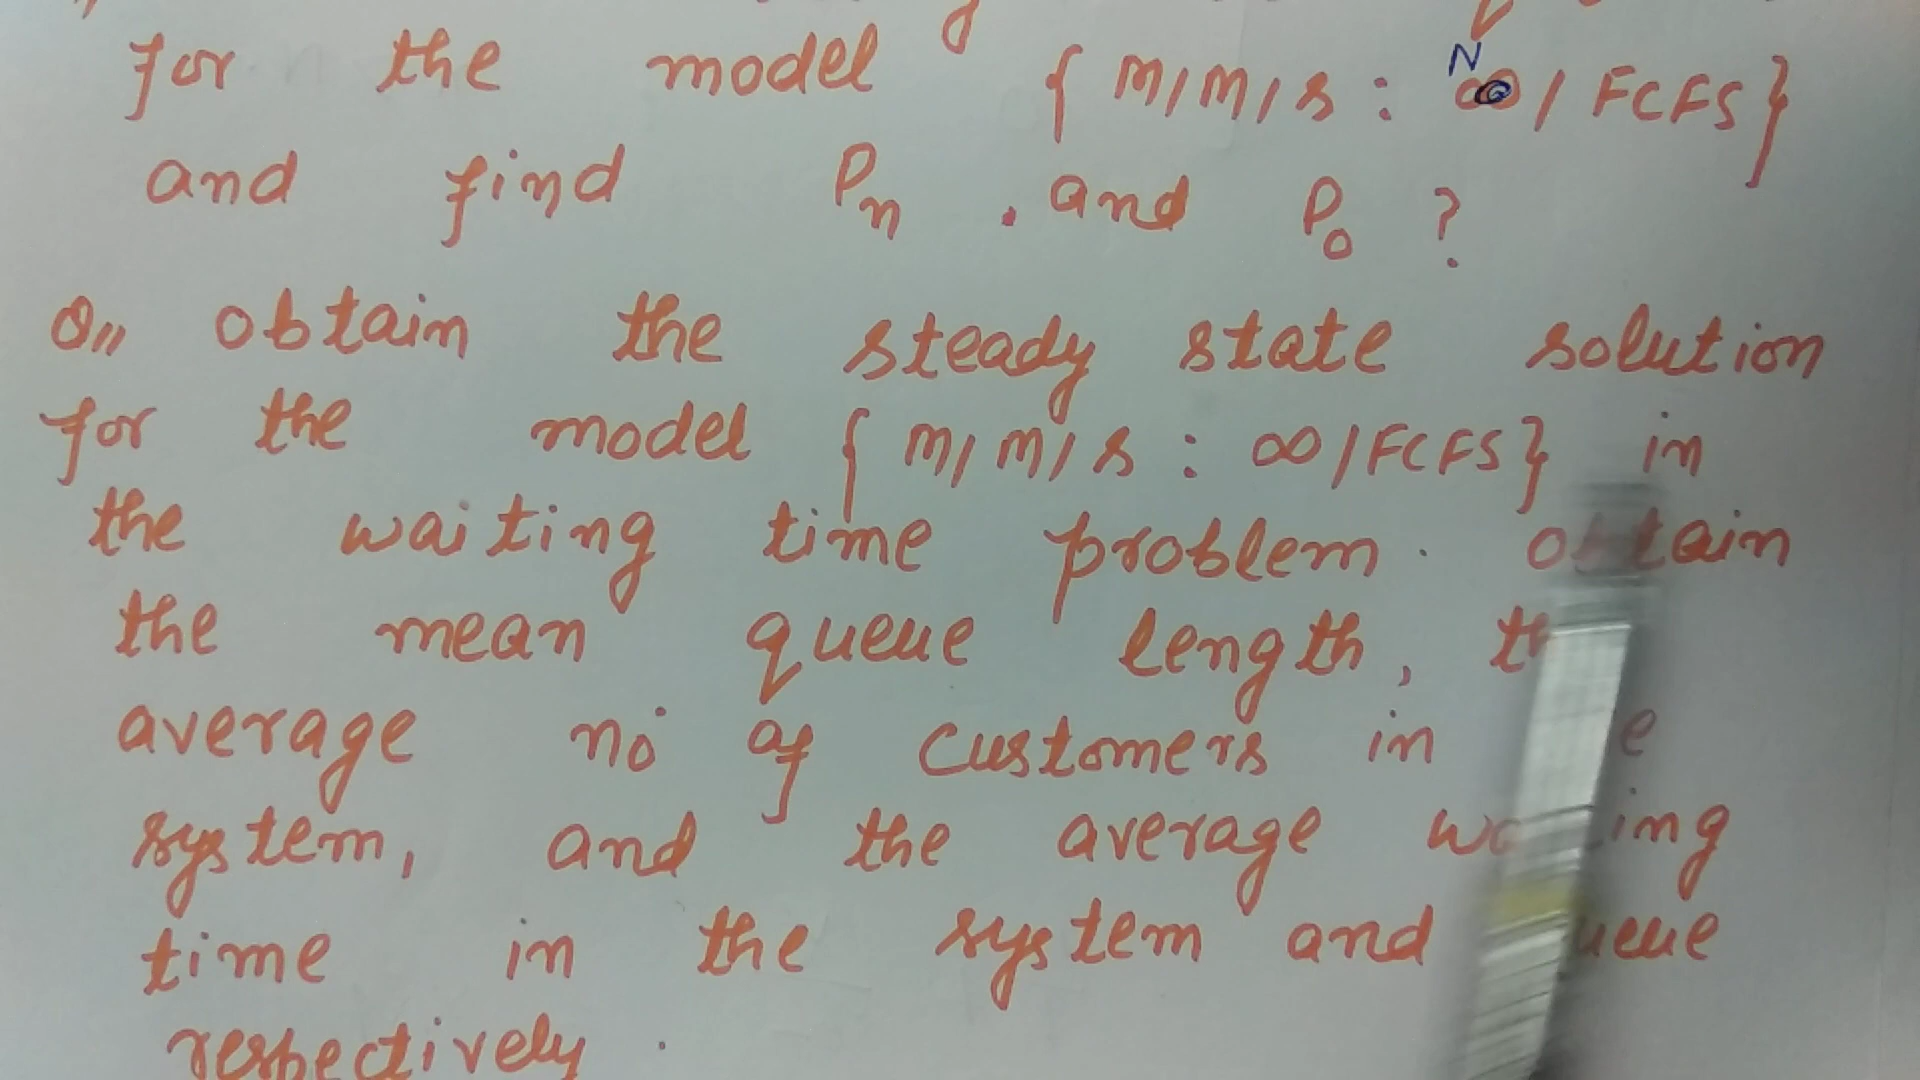 for the model { M/M/s : N ∞ / FCFS}
and find Pn . and P0 ?
Q,, obtain the steady state solution
for the model { M/M/s : ∞/FCFS} in
the waiting time problem. obtain
the mean queue length,
average no of customers in
system, and the average
time in the system and
respectively.